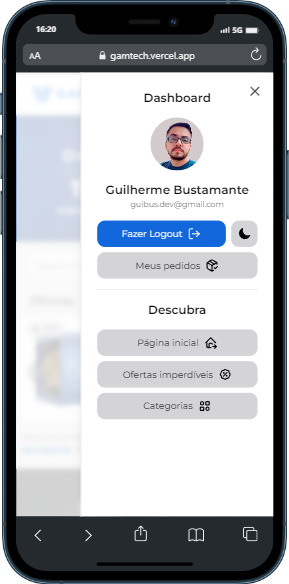 16:20
5G
AA
gamtech.vercel.app
Dashboard
Guilherme Bustamante
guibus.dev@gmail.com
Fazer Logout
Meus pedidos
Descubra
Página inicial
Ofertas imperdíveis
Categorias